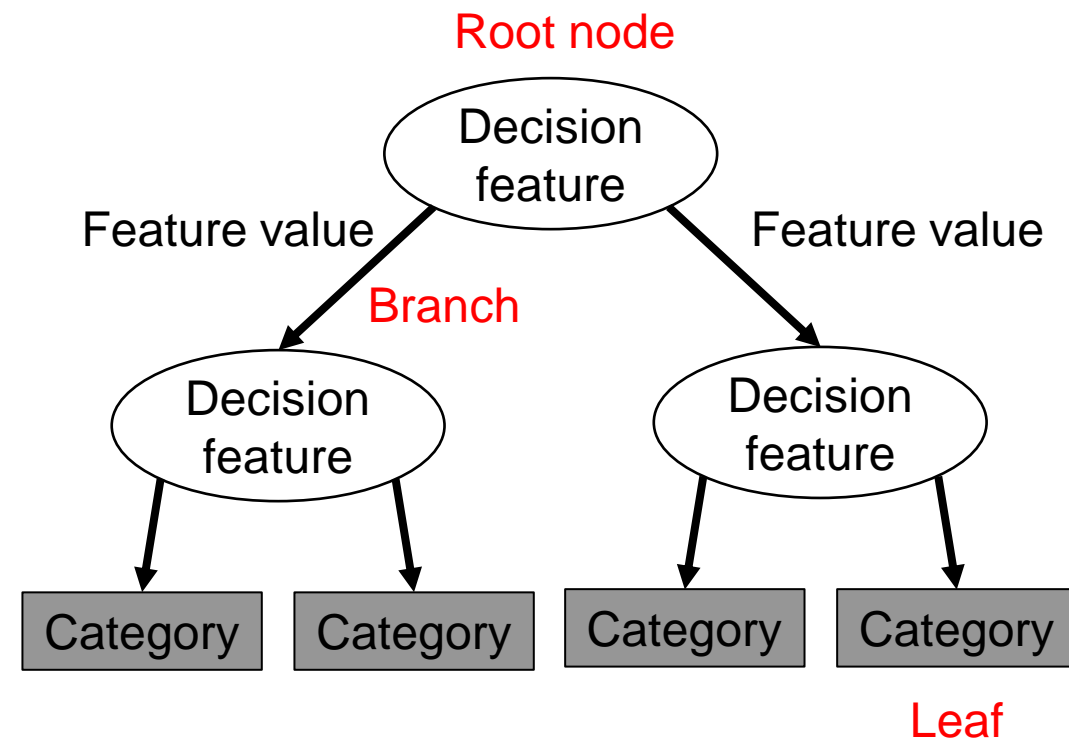 Root node
Decision
feature
Feature value
Feature value
Branch
Decision
feature
Decision
feature
Category
Category
Category
Category
Leaf